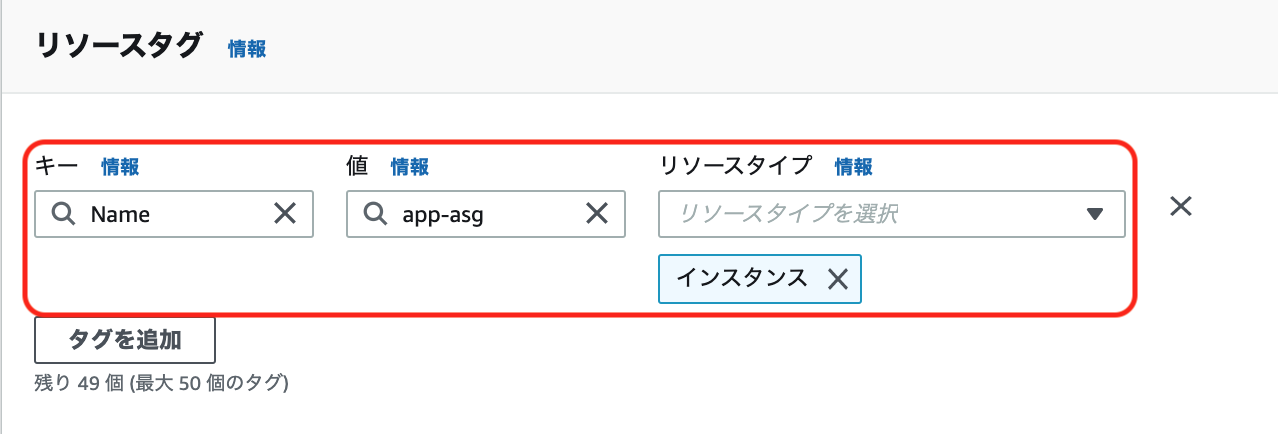 リソースタグ 情報
キー 情報 値 情報 リソースタイプ 情報
Name app-asg リソースタイプを選択
インスタンス
タグを追加
残り 49 個 (最大 50 個のタグ)